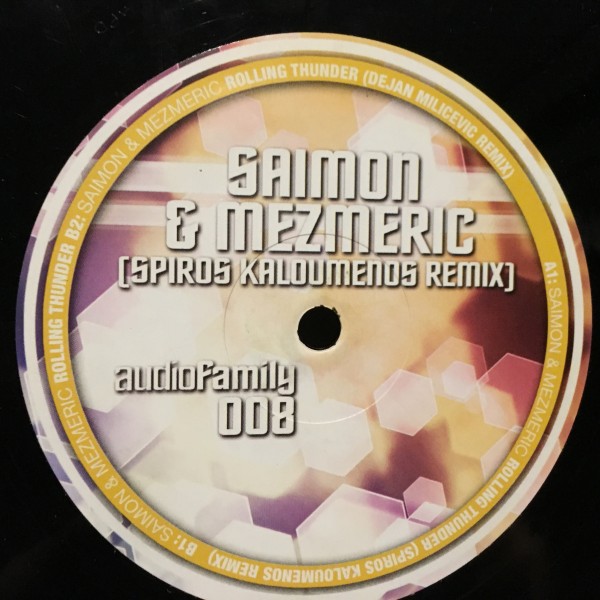 SAIMON
& MEZMERIC
[SPIROS KALOUMENOS REMIX]
audiofamily
008
A1: SAIMON & MEZMERIC ROLLING THUNDER (SPIROS KALOUMENOS REMIX)
B1: SAIMON & MEZMERIC ROLLING THUNDER B2: SAIMON & MEZMERIC ROLLING THUNDER (DEJAN MILICEVIC REMIX)